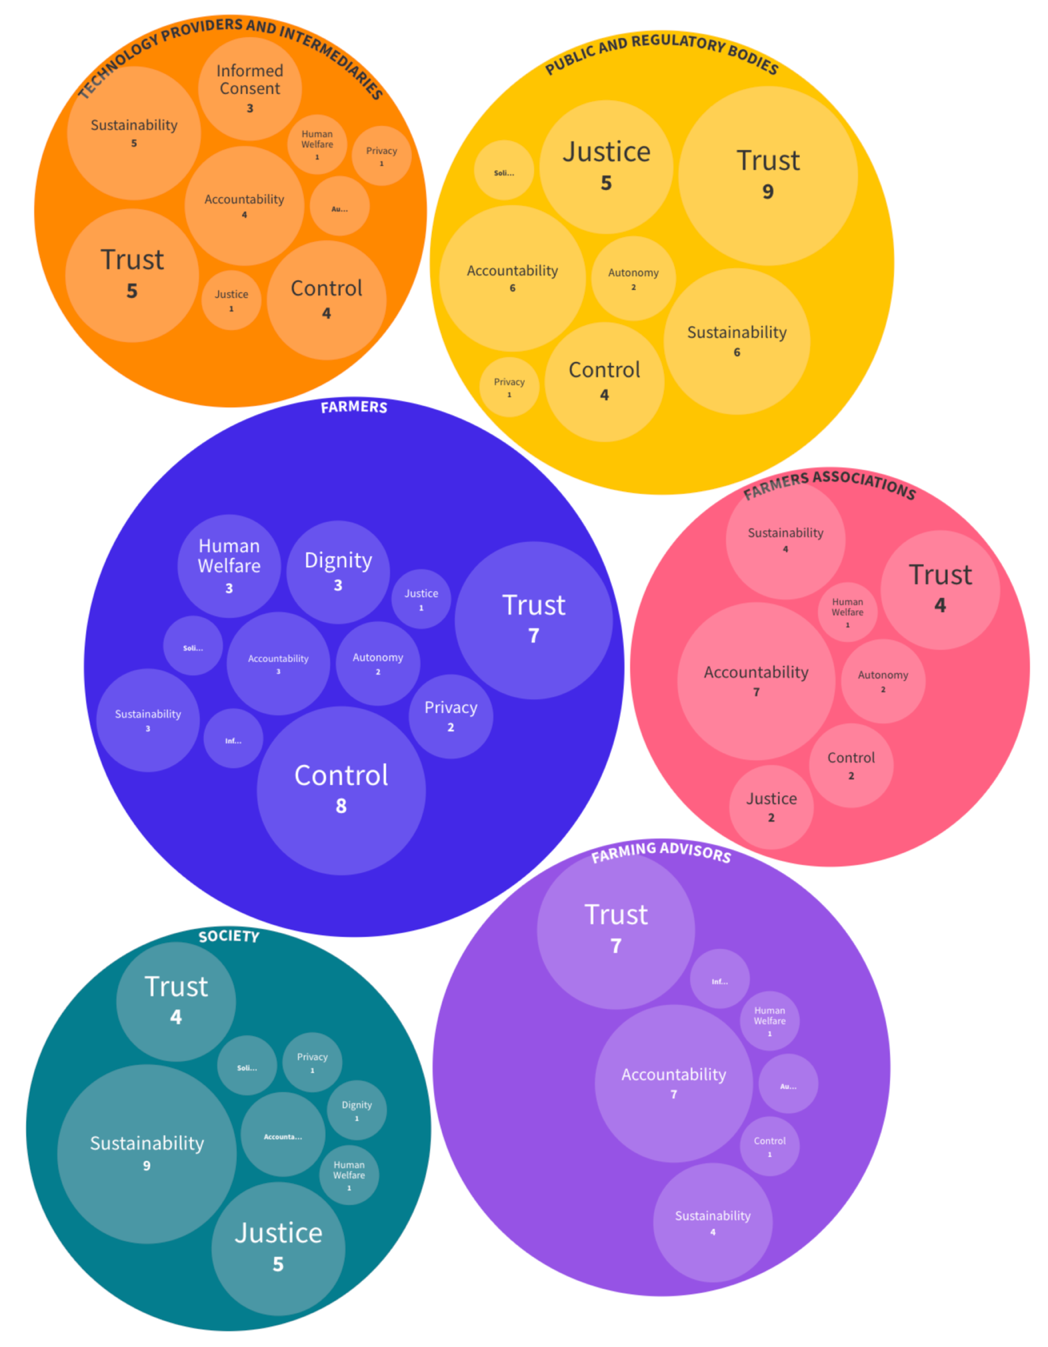 TECHNOLOGY PROVIDERS AND INTERMEDIARIES
Informed
Consent
3
Sustainability
5
Human
Welfare
1
Privacy
1
Accountability
4
Au...
Trust
5
Justice
1
Control
4
PUBLIC AND REGULATORY BODIES
Justice
5
Trust
9
Soli...
Accountability
6
Autonomy
2
Sustainability
6
Privacy
1
Control
4
FARMERS
Human
Welfare
3
Dignity
3
Justice
1
Trust
7
Soli...
Accountability
3
Autonomy
2
Sustainability
3
Inf...
Privacy
2
Control
8
FARMERS ASSOCIATIONS
Sustainability
4
Trust
4
Human
Welfare
1
Accountability
7
Autonomy
2
Control
2
Justice
2
FARMING ADVISORS
Trust
7
Inf...
Human
Welfare
1
Accountability
7
Au...
Control
1
Sustainability
4
SOCIETY
Trust
4
Soli...
Privacy
1
Dignity
1
Sustainability
9
Accounta...
Human
Welfare
1
Justice
5